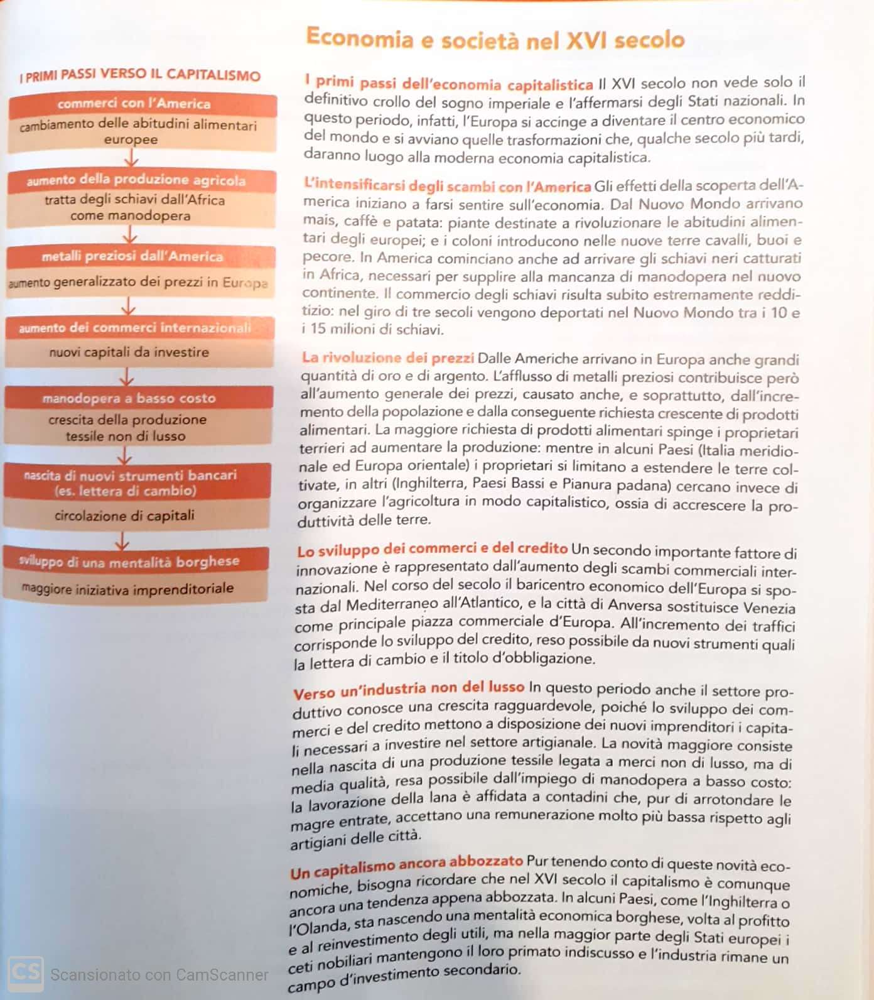 Economia e società nel XVI secolo
I PRIMI PASSI VERSO IL CAPITALISMO
commerci con l'America
cambiamento delle abitudini alimentari
europee
aumento della produzione agricola
tratta degli schiavi dall'Africa
come manodopera
metalli preziosi dall'America
aumento generalizzato dei prezzi in Europa
aumento dei commerci internazionali
nuovi capitali da investire
manodopera a basso costo
crescita della produzione
tessile non di lusso
nascita di nuovi strumenti bancari
(es. lettera di cambio)
circolazione di capitali
sviluppo di una mentalità borghese
maggiore iniziativa imprenditoriale
I primi passi dell'economia capitalistica Il XVI secolo non vede solo il
definitivo crollo del sogno imperiale e l'affermarsi degli Stati nazionali. In
questo periodo, infatti, l'Europa si accinge a diventare il centro economico
del mondo e si avviano quelle trasformazioni che, qualche secolo più tardi,
daranno luogo alla moderna economia capitalistica.
L'intensificarsi degli scambi con l'America Gli effetti della scoperta dell'A-
merica iniziano a farsi sentire sull'economia. Dal Nuovo Mondo arrivano
mais, caffè e patata: piante destinate a rivoluzionare le abitudini alimen-
tari degli europei; e i coloni introducono nelle nuove terre cavalli, buoi e
pecore. In America cominciano anche ad arrivare gli schiavi neri catturati
in Africa, necessari per supplire alla mancanza di manodopera nel nuovo
continente. Il commercio degli schiavi risulta subito estremamente reddi-
tizio: nel giro di tre secoli vengono deportati nel Nuovo Mondo tra i 10 e
i 15 milioni di schiavi.
La rivoluzione dei prezzi Dalle Americhe arrivano in Europa anche grandi
quantità di oro e di argento. L'afflusso di metalli preziosi contribuisce però
all'aumento generale dei prezzi, causato anche, e soprattutto, dall'incre-
mento della popolazione e dalla conseguente richiesta crescente di prodotti
alimentari. La maggiore richiesta di prodotti alimentari spinge i proprietari
terrieri ad aumentare la produzione: mentre in alcuni Paesi (Italia meridio-
nale ed Europa orientale) i proprietari si limitano a estendere le terre col-
tivate, in altri (Inghilterra, Paesi Bassi e Pianura padana) cercano invece di
organizzare l'agricoltura in modo capitalistico, ossia di accrescere la pro-
duttività delle terre.
Lo sviluppo dei commerci e del credito Un secondo importante fattore di
innovazione è rappresentato dall'aumento degli scambi commerciali inter-
nazionali. Nel corso del secolo il baricentro economico dell'Europa si spo-
sta dal Mediterraneo all'Atlantico, e la città di Anversa sostituisce Venezia
come principale piazza commerciale d'Europa. All'incremento dei traffici
corrisponde lo sviluppo del credito, reso possibile da nuovi strumenti quali
la lettera di cambio e il titolo d'obbligazione.
Verso un'industria non del lusso In questo periodo anche il settore pro-
duttivo conosce una crescita ragguardevole, poiché lo sviluppo dei com-
merci e del credito mettono a disposizione dei nuovi imprenditori i capita-
li necessari a investire nel settore artigianale. La novità maggiore consiste
nella nascita di una produzione tessile legata a merci non di lusso, ma di
media qualità, resa possibile dall'impiego di manodopera a basso costo:
la lavorazione della lana è affidata a contadini che, pur di arrotondare le
magre entrate, accettano una remunerazione molto più bassa rispetto agli
artigiani delle città.
Un capitalismo ancora abbozzato Pur tenendo conto di queste novità eco-
nomiche, bisogna ricordare che nel XVI secolo il capitalismo è comunque
ancora una tendenza appena abbozzata. In alcuni Paesi, come l'Inghilterra o
l'Olanda, sta nascendo una mentalità economica borghese, volta al profitto
e al reinvestimento degli utili, ma nella maggior parte degli Stati europei i
ceti nobiliari mantengono il loro primato indiscusso e l'industria rimane un
campo d'investimento secondario.
CS Scansionato con CamScanner